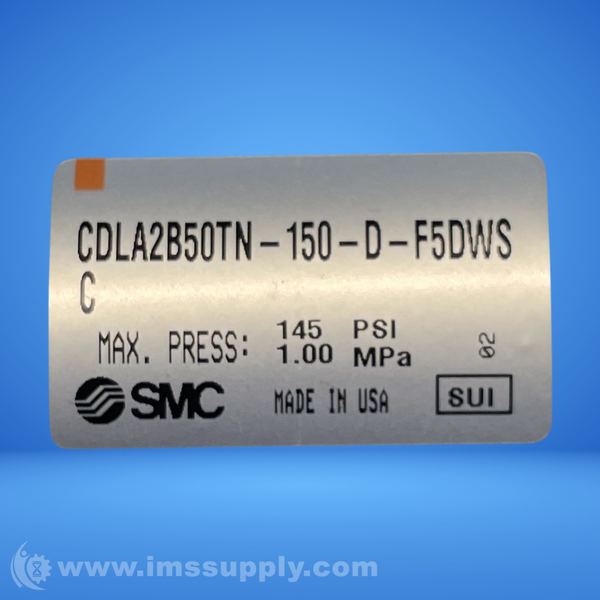 CDLA2B50TN-150-D-F5DWS
C
MAX. PRESS: 145 PSI
1.00 MPa
02
SMC MADE IN USA SUI
www.imssupply.com